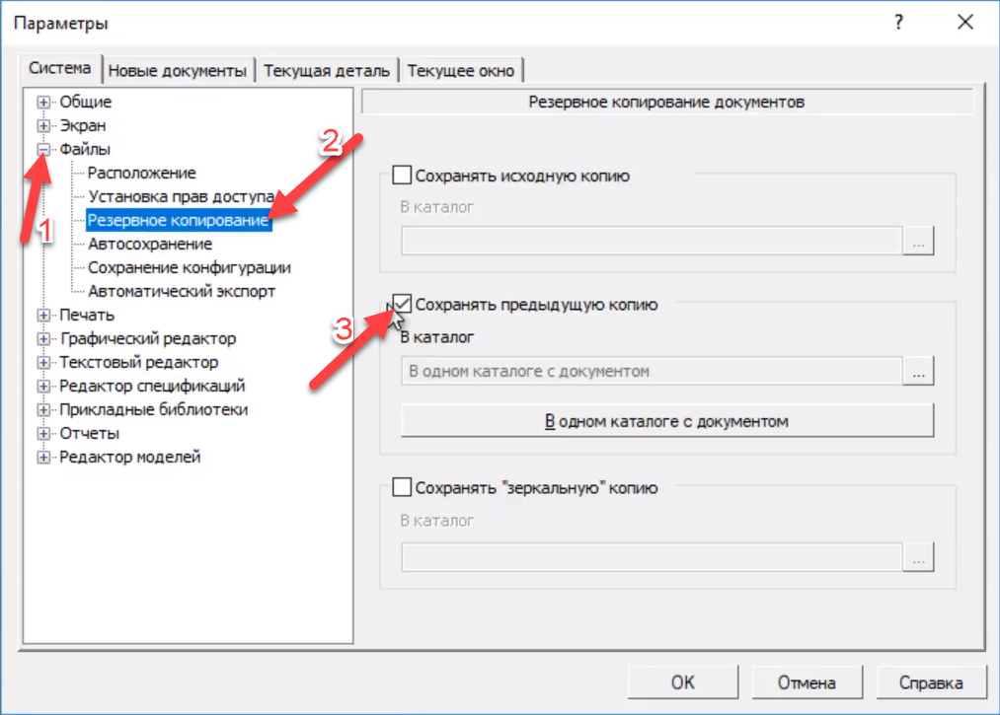 Параметры
?
Система
Новые документы
Текущая деталь
Текущее окно
Общие
Экран
Файлы
Расположение
Установка прав доступа
Резервное копирование
Автосохранение
Сохранение конфигурации
Автоматический экспорт
Печать
Графический редактор
Текстовый редактор
Редактор спецификаций
Прикладные библиотеки
Отчеты
Редактор моделей
1
2
3
Резервное копирование документов
Сохранять исходную копию
В каталог
...
Сохранять предыдущую копию
В каталог
В одном каталоге с документом
...
В одном каталоге с документом
Сохранять "зеркальную" копию
В каталог
...
OK
Отмена
Справка